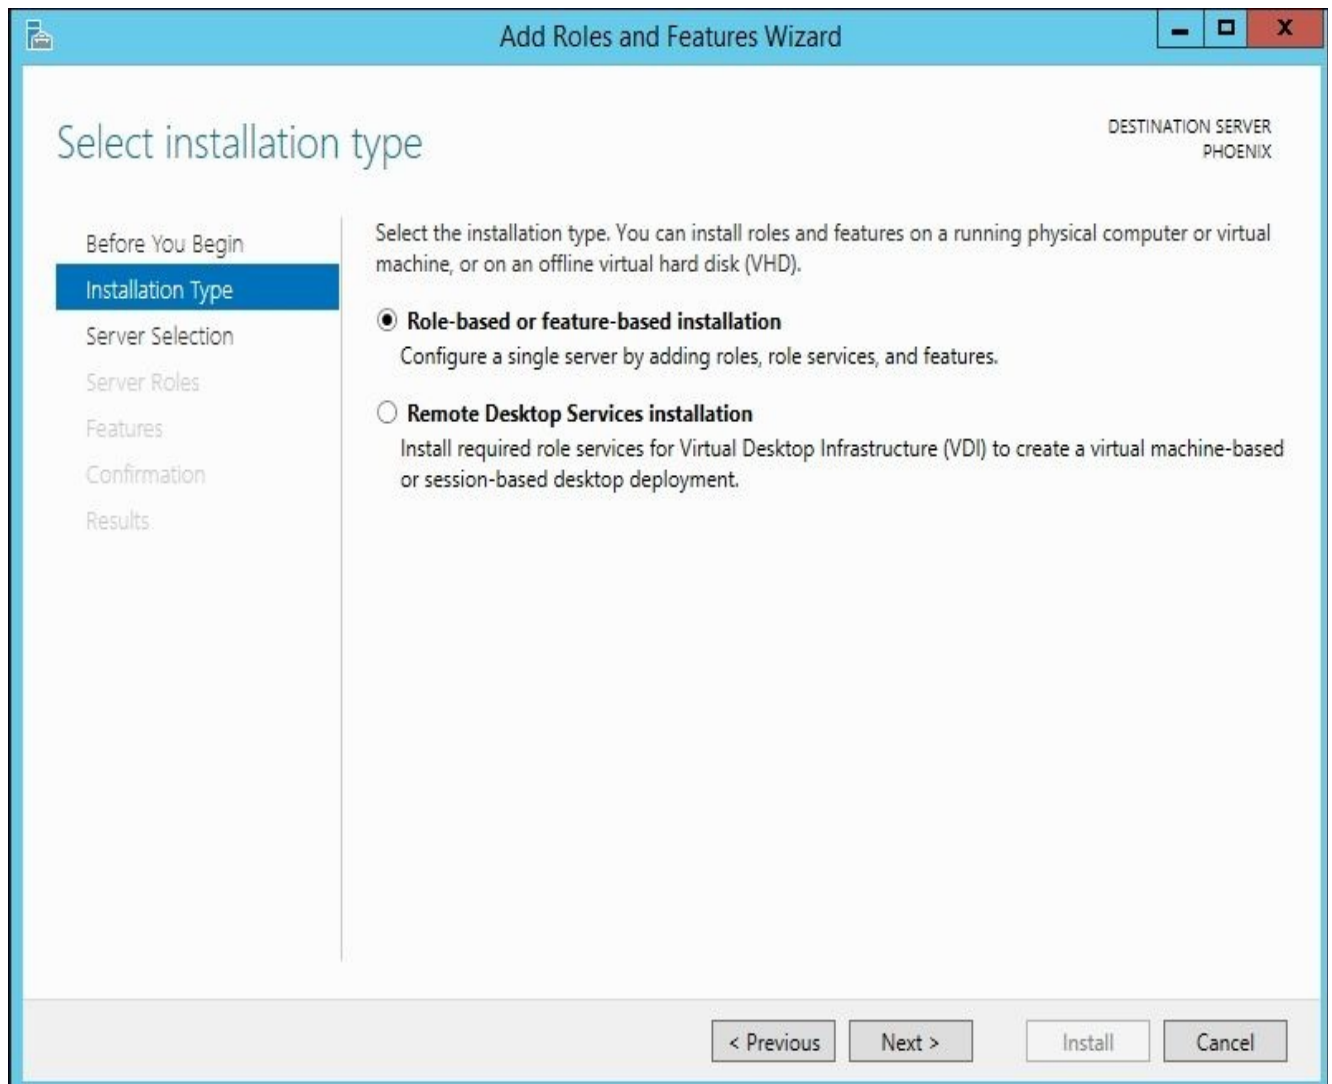 Add Roles and Features Wizard
X
Select installation type
DESTINATION SERVER
PHOENIX
Before You Begin
Installation Type
Server Selection
Server Roles
Features
Confirmation
Results
Select the installation type. You can install roles and features on a running physical computer or virtual
machine, or on an offline virtual hard disk (VHD).
Role-based or feature-based installation
Configure a single server by adding roles, role services, and features.
Remote Desktop Services installation
Install required role services for Virtual Desktop Infrastructure (VDI) to create a virtual machine-based
or session-based desktop deployment.
< Previous
Next >
Install
Cancel